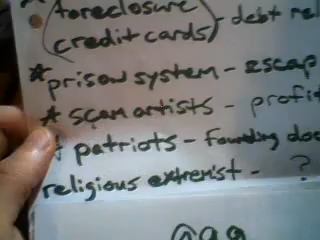 foreclosure
credit cards) - debt rel
* prison system - escap
* scam artists - profit
patriots - founding doc
religious extremist - ?